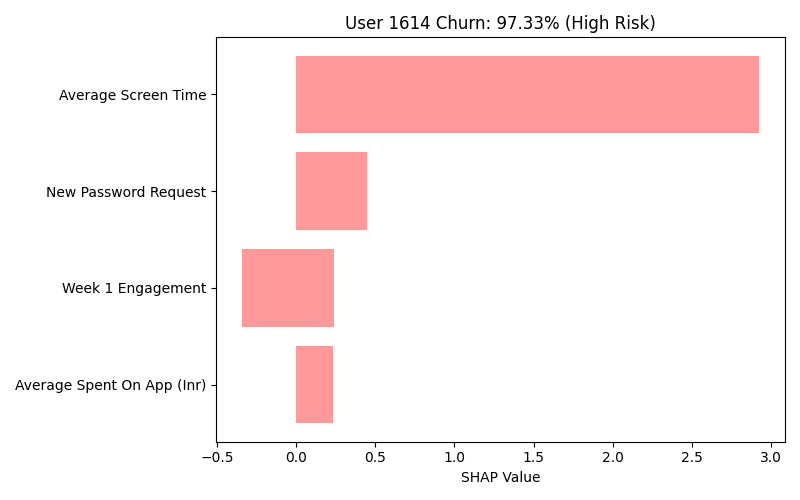 User 1614 Churn: 97.33% (High Risk)
Average Screen Time
New Password Request
Week 1 Engagement
Average Spent On App (Inr)
−0.5 0.0 0.5 1.0 1.5 2.0 2.5 3.0
SHAP Value